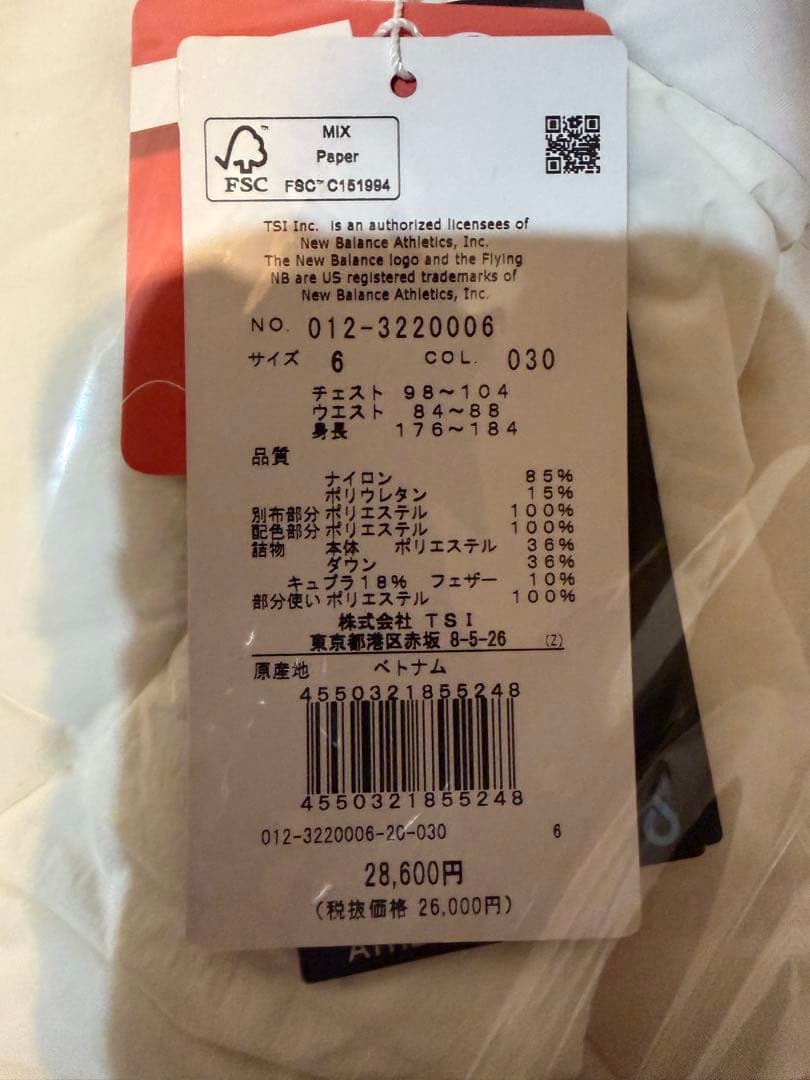 MIX
Paper
FSC™ C151994
FSC
TSI Inc. is an authorized licensees of
New Balance Athletics, Inc.
The New Balance logo and the Flying
NB are US registered trademarks of
New Balance Athletics, Inc.
NO. 012-3220006
サイズ 6 COL. 030
チェスト 98～104
ウエスト 84～88
身長 176～184
品質
ナイロン 85%
ポリウレタン 15%
別布部分 ポリエステル 100%
配色部分 ポリエステル 100%
詰物 本体 ポリエステル 36%
ダウン 36%
キュプラ18% フェザー 10%
部分使い ポリエステル 100%
株式会社 TSI
東京都港区赤坂 8-5-26 (Z)
原産地 ベトナム
4550321855248
4550321855248
012-3220006-20-030 6
28,600円
(税抜価格 26,000円)